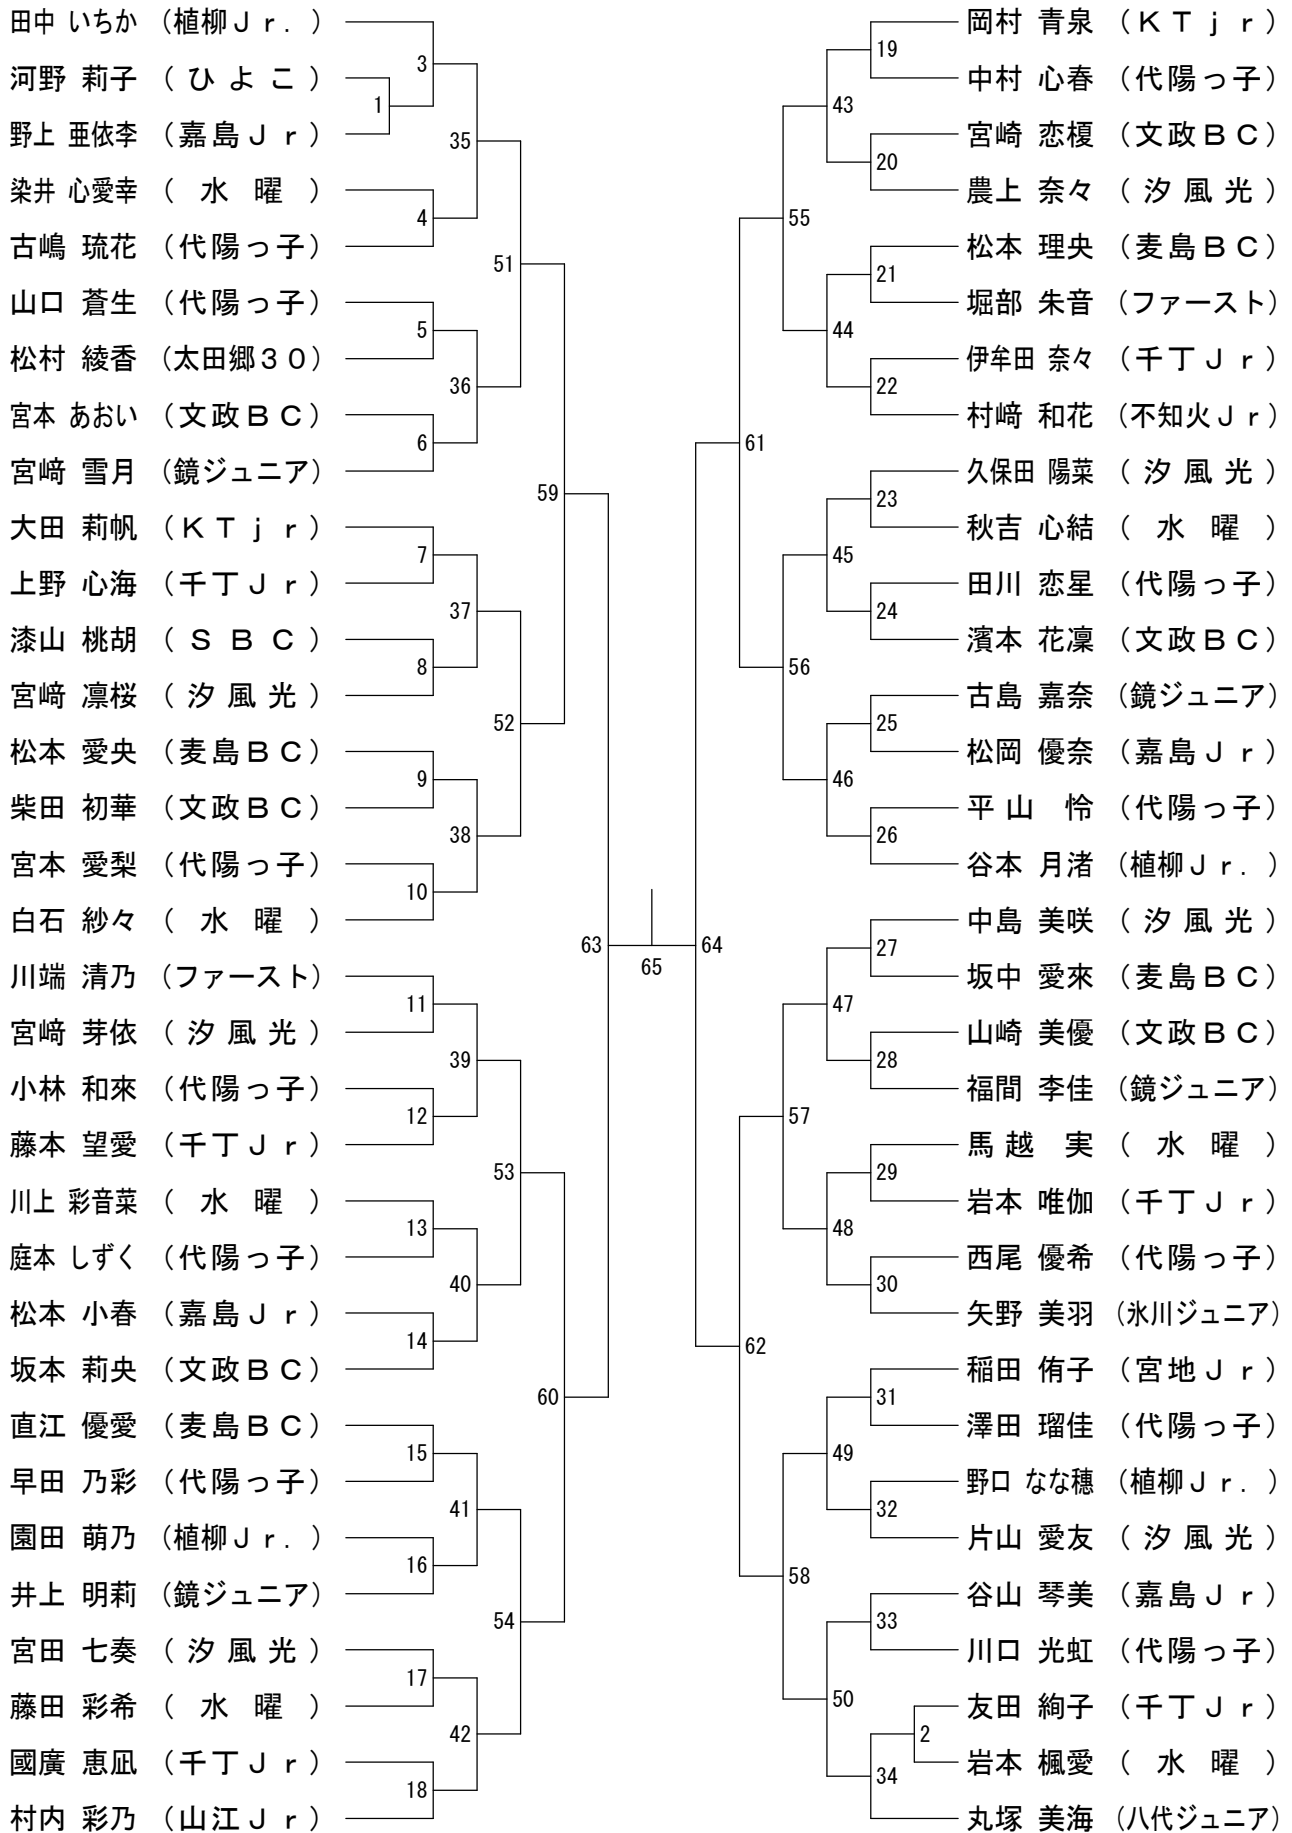 田中 いちか （植柳Ｊｒ．）
河野 莉子 （ひよこ）
野上 亜依李 （嘉島Ｊｒ）
染井 心愛幸 （水曜）
古嶋 琉花 （代陽っ子）
山口 蒼生 （代陽っ子）
松村 綾香 （太田郷３０）
宮本 あおい （文政ＢＣ）
宮﨑 雪月 （鏡ジュニア）
大田 莉帆 （ＫＴｊｒ）
上野 心海 （千丁Ｊｒ）
漆山 桃胡 （ＳＢＣ）
宮﨑 凛桜 （汐風光）
松本 愛央 （麦島ＢＣ）
柴田 初華 （文政ＢＣ）
宮本 愛梨 （代陽っ子）
白石 紗々 （水曜）
川端 清乃 （ファースト）
宮﨑 芽依 （汐風光）
小林 和來 （代陽っ子）
藤本 望愛 （千丁Ｊｒ）
川上 彩音菜 （水曜）
庭本 しずく （代陽っ子）
松本 小春 （嘉島Ｊｒ）
坂本 莉央 （文政ＢＣ）
直江 優愛 （麦島ＢＣ）
早田 乃彩 （代陽っ子）
園田 萌乃 （植柳Ｊｒ．）
井上 明莉 （鏡ジュニア）
宮田 七奏 （汐風光）
藤田 彩希 （水曜）
國廣 恵凪 （千丁Ｊｒ）
村内 彩乃 （山江Ｊｒ）
1
3
4
5
6
7
8
9
10
11
12
13
14
15
16
17
18
35
36
37
38
39
40
41
42
51
52
53
54
59
60
63
65
64
61
62
55
56
57
58
43
44
45
46
47
48
49
50
19
20
21
22
23
24
25
26
27
28
29
30
31
32
33
34
2
岡村 青泉 （ＫＴｊｒ）
中村 心春 （代陽っ子）
宮崎 恋榎 （文政ＢＣ）
農上 奈々 （汐風光）
松本 理央 （麦島ＢＣ）
堀部 朱音 （ファースト）
伊牟田 奈々 （千丁Ｊｒ）
村﨑 和花 （不知火Ｊｒ）
久保田 陽菜 （汐風光）
秋吉 心結 （水曜）
田川 恋星 （代陽っ子）
濱本 花凜 （文政ＢＣ）
古島 嘉奈 （鏡ジュニア）
松岡 優奈 （嘉島Ｊｒ）
平山 怜 （代陽っ子）
谷本 月渚 （植柳Ｊｒ．）
中島 美咲 （汐風光）
坂中 愛來 （麦島ＢＣ）
山崎 美優 （文政ＢＣ）
福間 李佳 （鏡ジュニア）
馬越 実 （水曜）
岩本 唯伽 （千丁Ｊｒ）
西尾 優希 （代陽っ子）
矢野 美羽 （氷川ジュニア）
稲田 侑子 （宮地Ｊｒ）
澤田 瑠佳 （代陽っ子）
野口 なな穂 （植柳Ｊｒ．）
片山 愛友 （汐風光）
谷山 琴美 （嘉島Ｊｒ）
川口 光虹 （代陽っ子）
友田 絢子 （千丁Ｊｒ）
岩本 楓愛 （水曜）
丸塚 美海 （八代ジュニア）